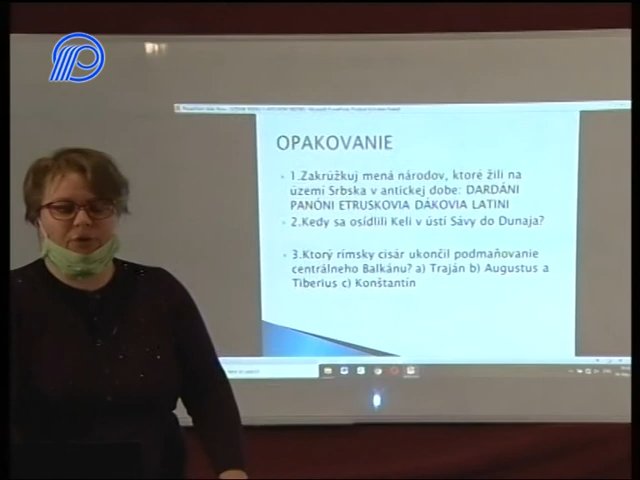 OPAKOVANIE
1.Zakrúžkuj mená národov, ktoré žili na
území Srbska v antickej dobe: DARDÁNI
PANÓNI ETRUSKOVIA DÁKOVIA LATINI
2.Kedy sa osídlili Keli v ústí Sávy do Dunaja?
3.Ktorý rímsky cisár ukončil podmaňovanie
centrálneho Balkánu? a) Traján b) Augustus a
Tiberius c) Konštantín